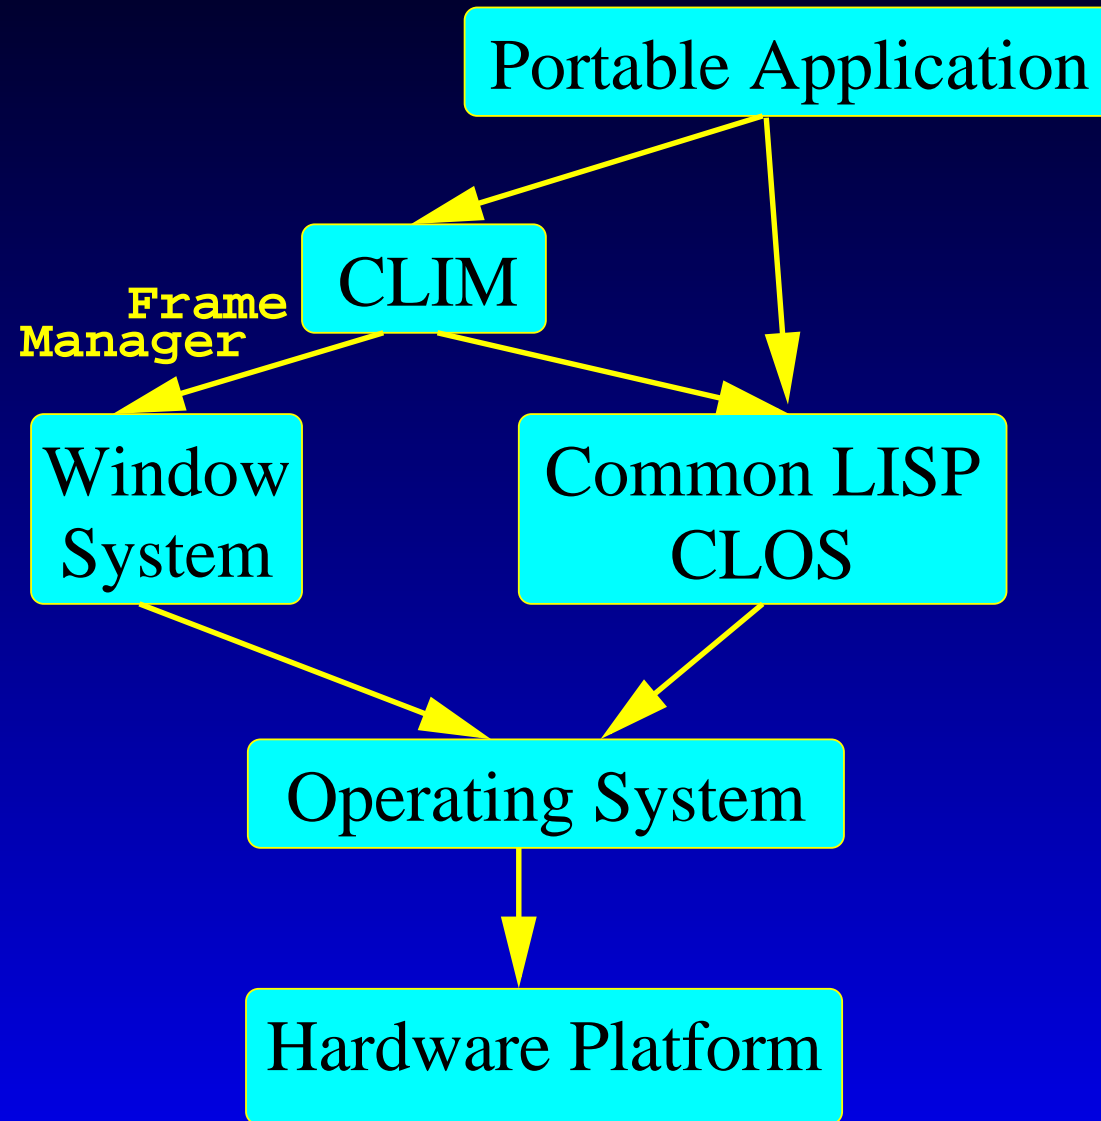 Portable Application
CLIM
Frame
Manager
Window
System
Common LISP
CLOS
Operating System
Hardware Platform